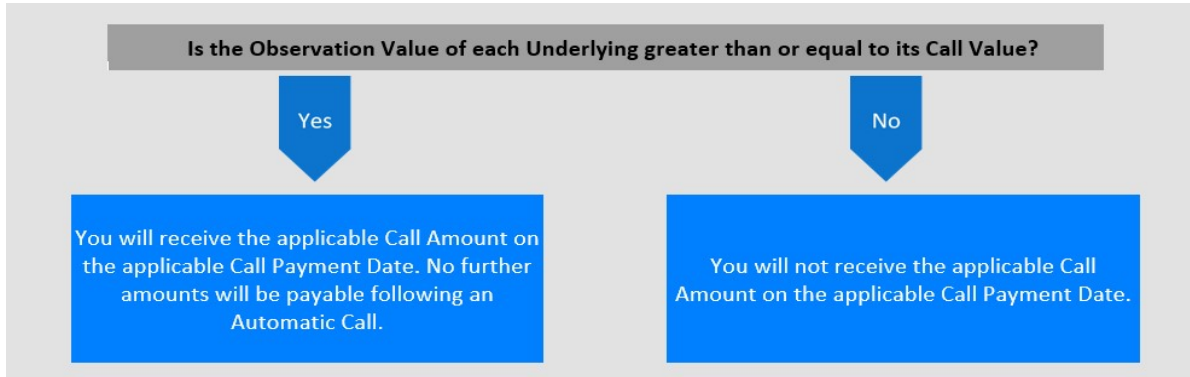 Is the Observation Value of each Underlying greater than or equal to its Call Value?
Yes
No
You will receive the applicable Call Amount on
the applicable Call Payment Date. No further
amounts will be payable following an
Automatic Call.
You will not receive the applicable Call
Amount on the applicable Call Payment Date.